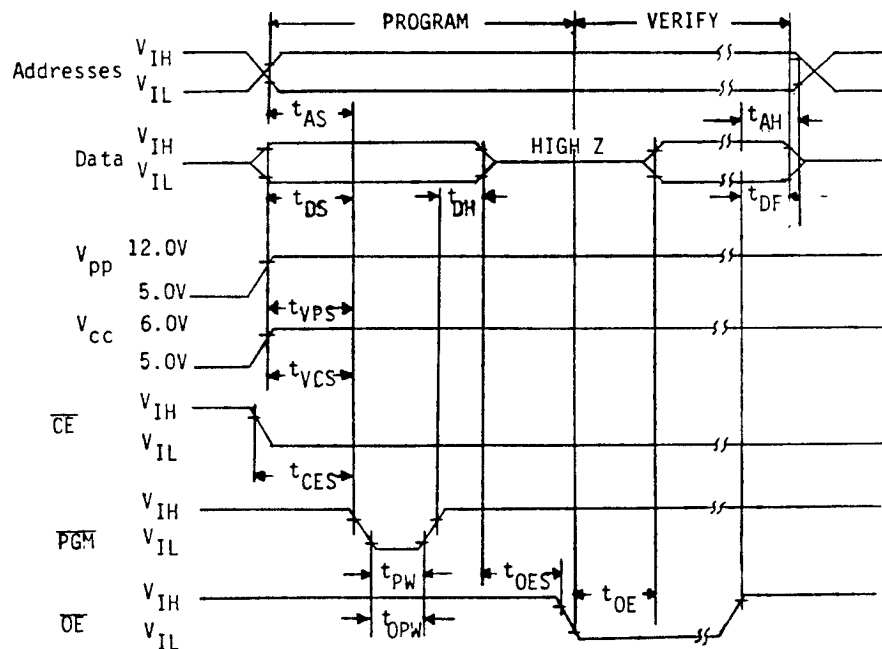 PROGRAM VERIFY
Addresses VIH
VIL
tAS tAH
Data VIH HIGH Z
VIL
tDS tDH tDF
Vpp 12.0V
5.0V
tVPS
Vcc 6.0V
5.0V
tVCS
CE VIH
VIL
tCES
PGM VIH
VIL
tPW tOES tOE
OE VIH
VIL
tOPW